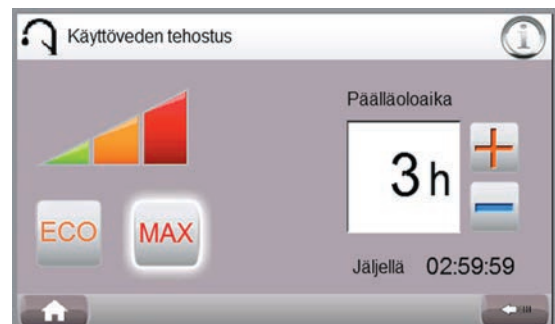 Käyttöveden tehostus
i
Päälläoloaika
3 h
ECO
MAX
Jäljellä 02:59:59